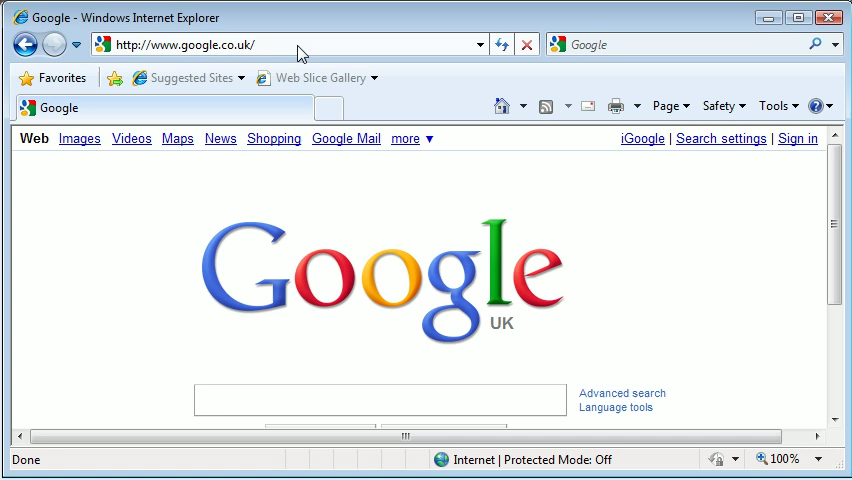 Google - Windows Internet Explorer
http://www.google.co.uk/
Google
Favorites Suggested Sites Web Slice Gallery
Google Page Safety Tools
Web Images Videos Maps News Shopping Google Mail more ▼ iGoogle | Search settings | Sign in
Google
UK
Advanced search
Language tools
Done Internet | Protected Mode: Off 100%